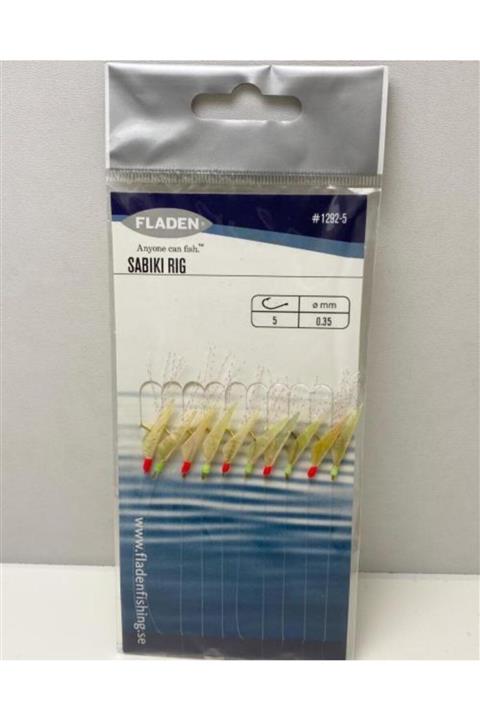 FLADEN®
#1292-5
Anyone can fish.™
SABIKI RIG
ø mm
5
0.35
www.fladenfishing.se